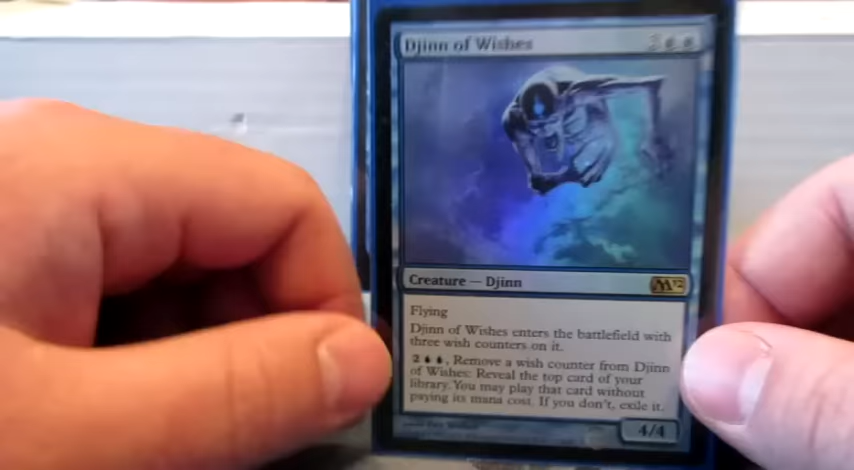 Djinn of Wishes
Creature — Djinn
M12
Flying
Djinn of Wishes enters the battlefield with
three wish counters on it.
2, Remove a wish counter from Djinn
of Wishes: Reveal the top card of your
library. You may play that card without
paying its mana cost. If you don't, exile it.
4/4